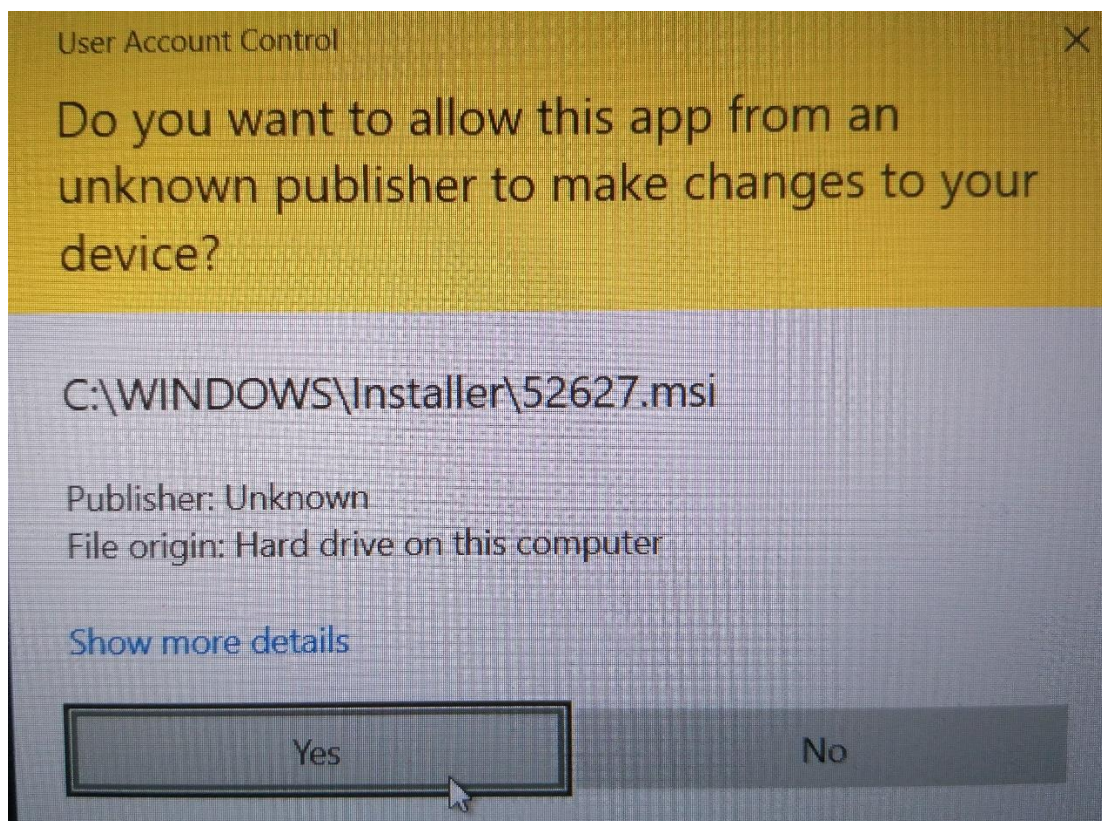 User Account Control
Do you want to allow this app from an
unknown publisher to make changes to your
device?
C:\WINDOWS\Installer\52627.msi
Publisher: Unknown
File origin: Hard drive on this computer
Show more details
Yes
No